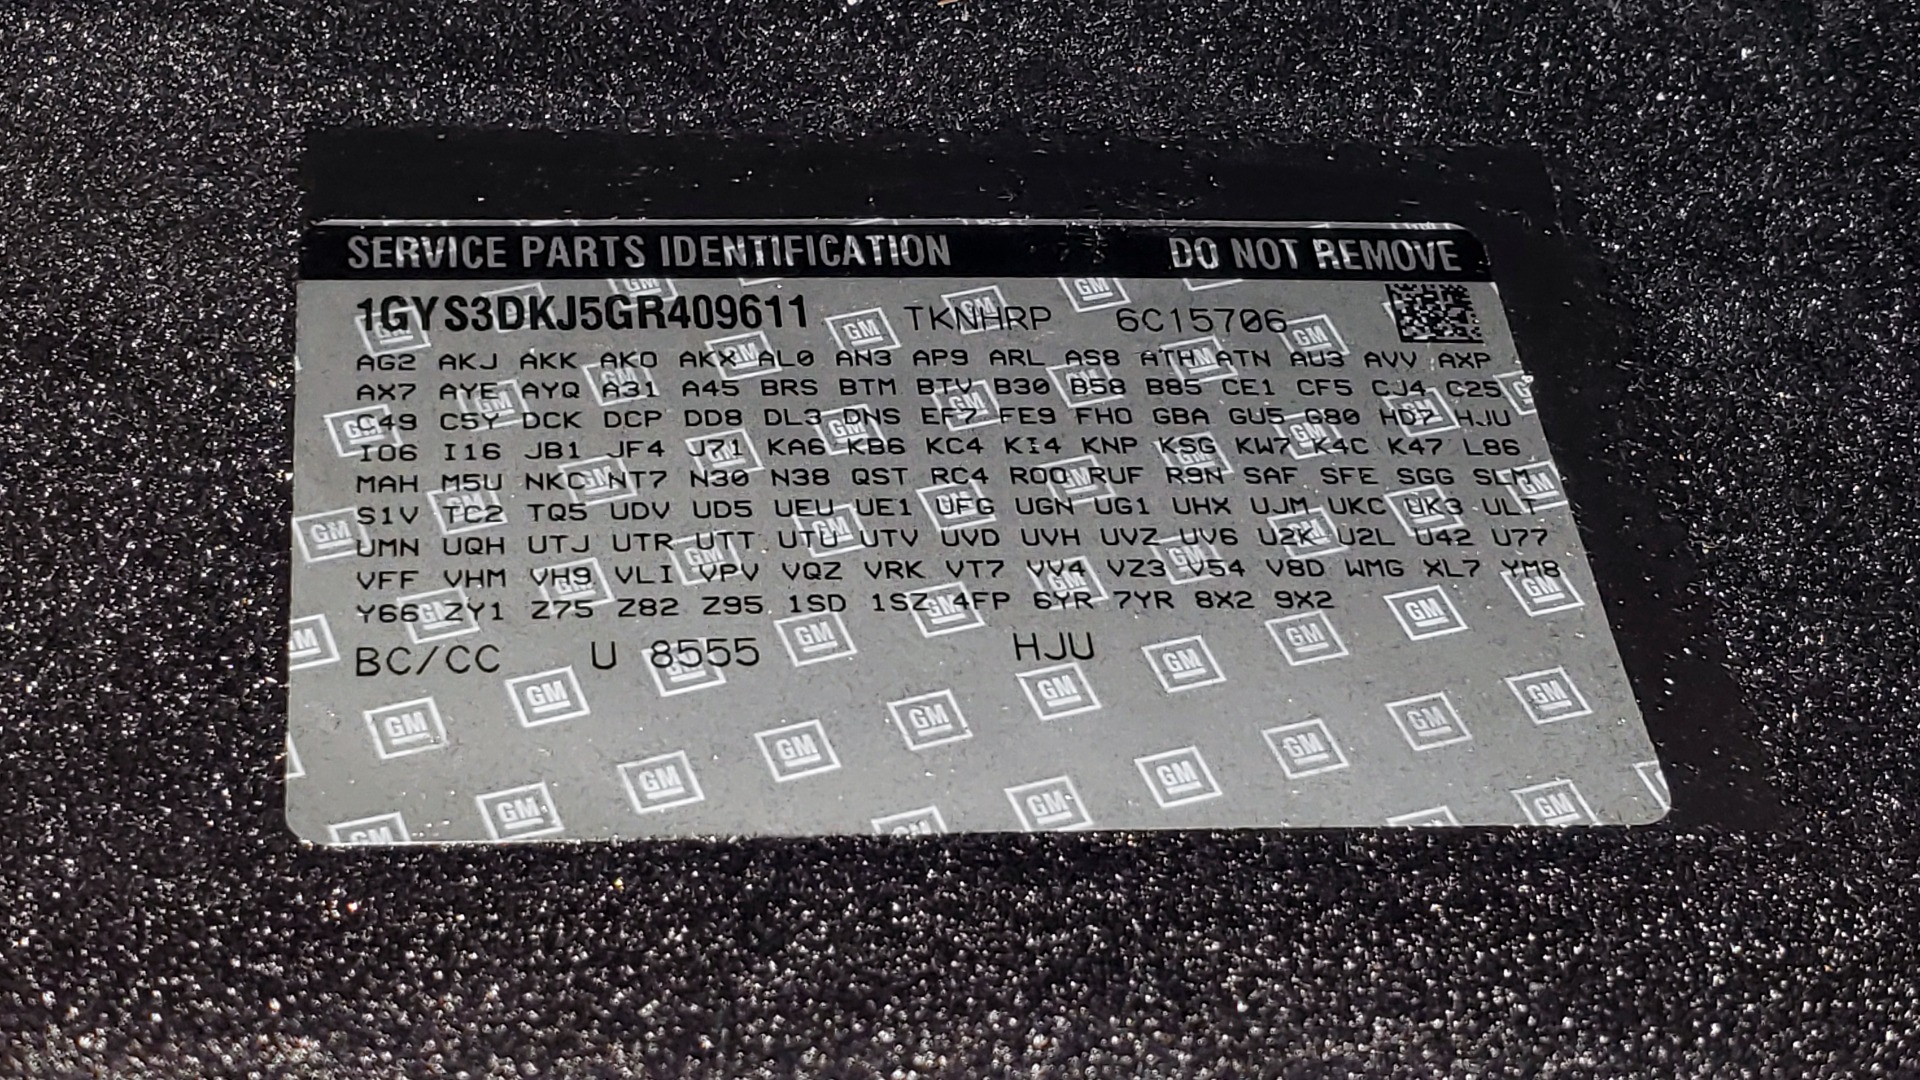 SERVICE PARTS IDENTIFICATION DO NOT REMOVE
1GYS3DKJ5GR409611 TKNHRP 6C15706
AG2 AKJ AKK AKO AKX AL0 AN3 AP9 ARL AS8 ATH ATN AU3 AVV AXP
AX7 AYE AYQ A31 A45 BRS BTM BTV B30 B58 B85 CE1 CF5 CJ4 C25
C49 C5Y DCK DCP DD8 DL3 DNS EF7 FE9 FHO GBA GU5 G80 HD7 HJU
IO6 I16 JB1 JF4 J71 KA6 KB6 KC4 KI4 KNP KSG KW7 K4C K47 L86
MAH M5U NKC NT7 N30 N38 QST RC4 ROO RUF R9N SAF SFE SGG SLM
S1V TC2 TQ5 UDV UD5 UEU UE1 UFG UGN UG1 UHX UJM UKC UK3 ULT
UMN UQH UTJ UTR UTT UTU UTV UVD UVH UVZ UV6 U2K U2L U42 U77
VFF VHM VH9 VLI VPV VQZ VRK VT7 VV4 VZ3 V54 V8D WMG XL7 YM8
Y66 ZY1 Z75 Z82 Z95 1SD 1SZ 4FP 6YR 7YR 8X2 9X2
BC/CC U 8555 HJU